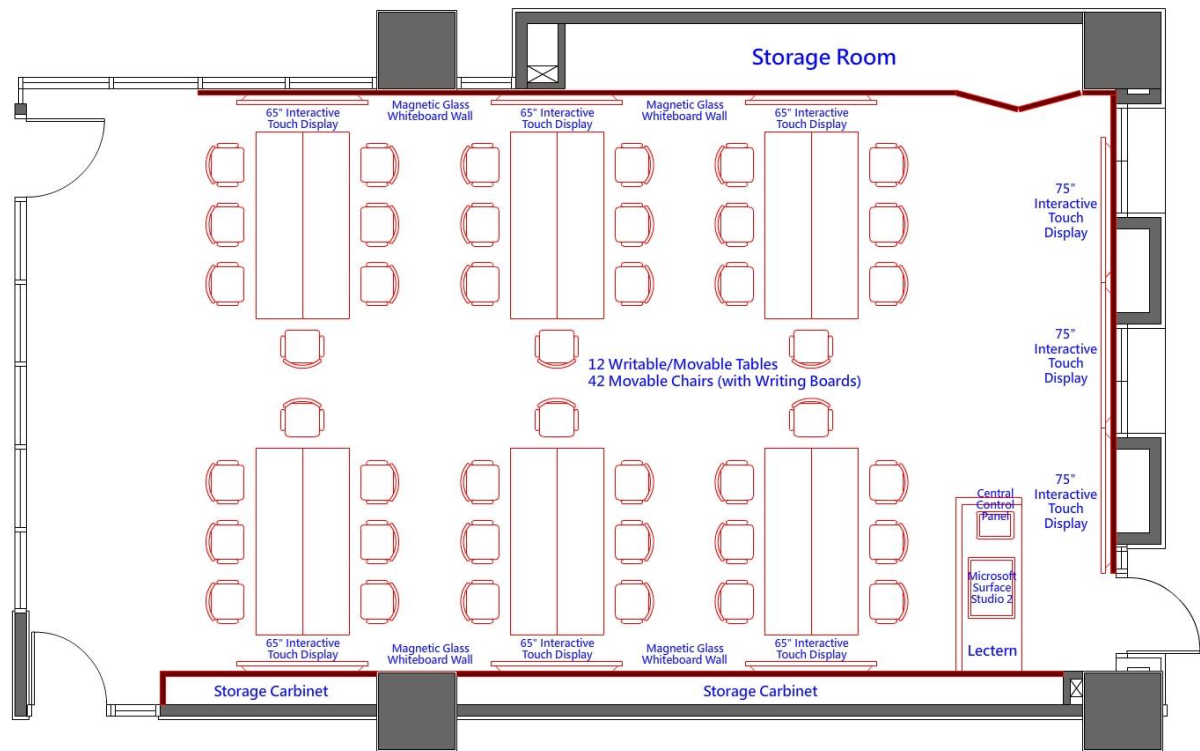 Storage Room
65" Interactive
Touch Display
Magnetic Glass
Whiteboard Wall
65" Interactive
Touch Display
Magnetic Glass
Whiteboard Wall
65" Interactive
Touch Display
75"
Interactive
Touch
Display
75"
Interactive
Touch
Display
12 Writable/Movable Tables
42 Movable Chairs (with Writing Boards)
75"
Interactive
Touch
Display
Central
Control
Panel
Microsoft
Surface
Studio 2
Lectern
65" Interactive
Touch Display
Magnetic Glass
Whiteboard Wall
65" Interactive
Touch Display
Magnetic Glass
Whiteboard Wall
65" Interactive
Touch Display
Storage Carbinet
Storage Carbinet